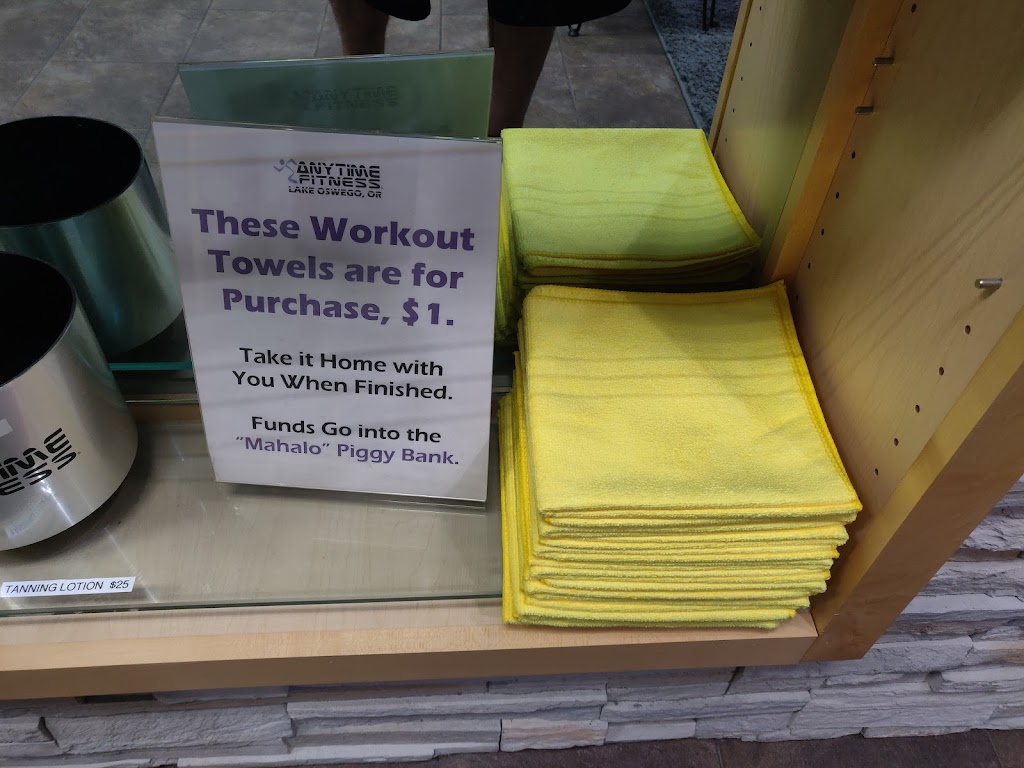 ANYTIME
FITNESS
LAKE OSWEGO, OR
These Workout
Towels are for
Purchase, $1.
Take it Home with
You When Finished.
Funds Go into the
“Mahalo” Piggy Bank.
TANNING LOTION $25